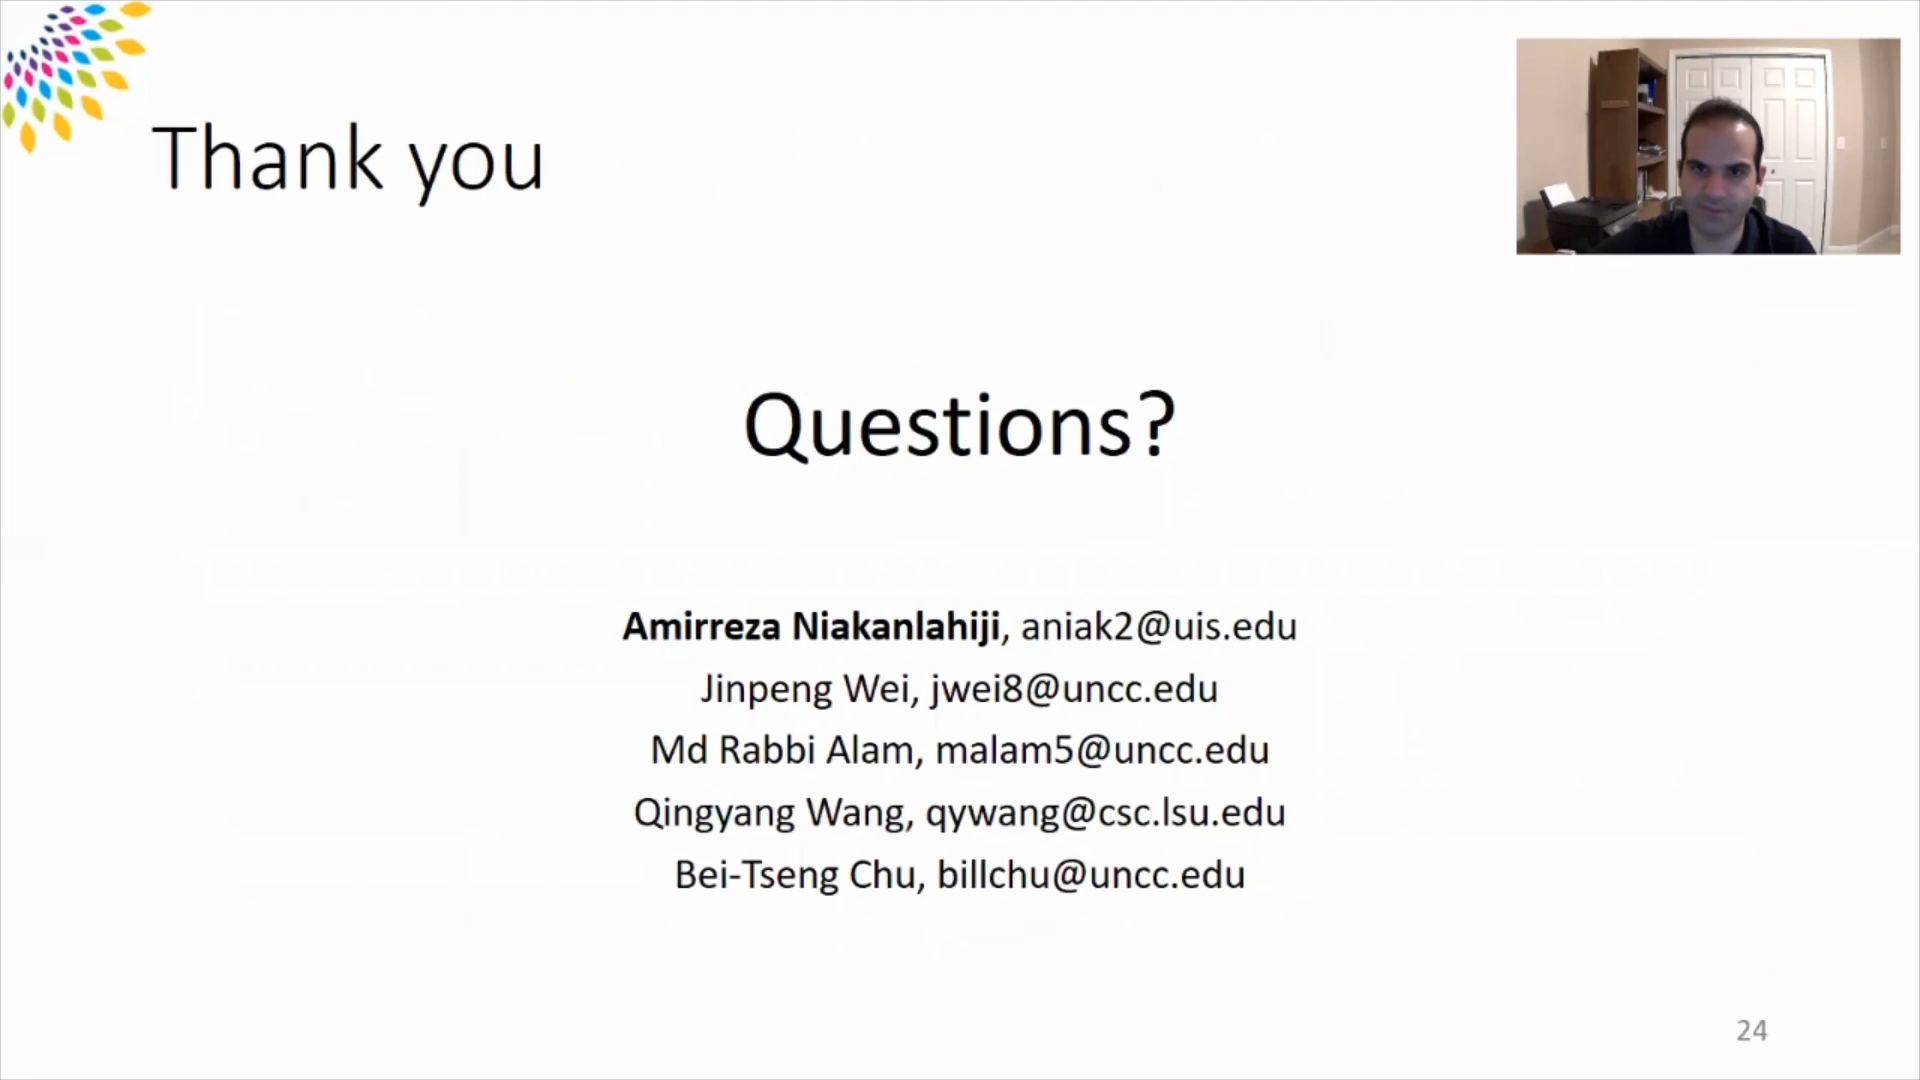 Thank you
Questions?
Amirreza Niakanlahiji, aniak2@uis.edu
Jinpeng Wei, jwei8@uncc.edu
Md Rabbi Alam, malam5@uncc.edu
Qingyang Wang, qywang@csc.lsu.edu
Bei-Tseng Chu, billchu@uncc.edu
24